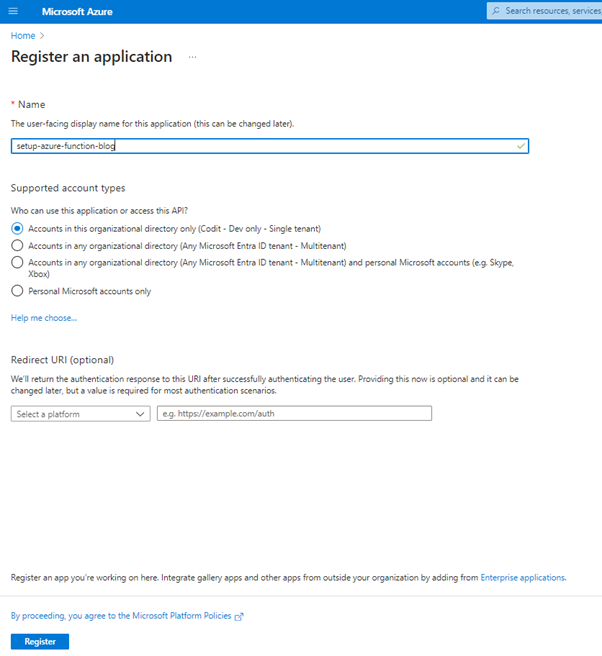 Microsoft Azure
Search resources, services,
Home >
Register an application ...
* Name
The user-facing display name for this application (this can be changed later).
setup-azure-function-blog
Supported account types
Who can use this application or access this API?
Accounts in this organizational directory only (Codit - Dev only - Single tenant)
Accounts in any organizational directory (Any Microsoft Entra ID tenant - Multitenant)
Accounts in any organizational directory (Any Microsoft Entra ID tenant - Multitenant) and personal Microsoft accounts (e.g. Skype,
Xbox)
Personal Microsoft accounts only
Help me choose...
Redirect URI (optional)
We'll return the authentication response to this URI after successfully authenticating the user. Providing this now is optional and it can be
changed later, but a value is required for most authentication scenarios.
Select a platform
e.g. https://example.com/auth
Register an app you're working on here. Integrate gallery apps and other apps from outside your organization by adding from Enterprise applications.
By proceeding, you agree to the Microsoft Platform Policies
Register